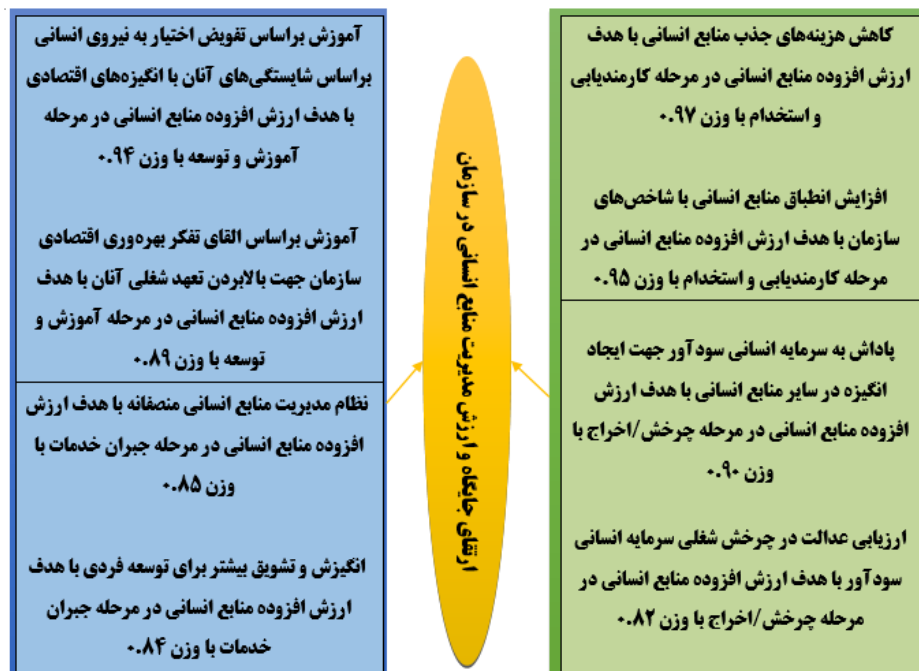 کاهش هزینه‌های جذب منابع انسانی با هدف
ارزش افزوده منابع انسانی در مرحله کارمندیابی
و استخدام با وزن ۰.۹۷
افزایش انطباق منابع انسانی با شاخص‌های
سازمان با هدف ارزش افزوده منابع انسانی در
مرحله کارمندیابی و استخدام با وزن ۰.۹۵
پاداش به سرمایه انسانی سودآور جهت ایجاد
انگیزه در سایر منابع انسانی با هدف ارزش
افزوده منابع انسانی در مرحله چرخش/اخراج با
وزن ۰.۹۰
ارزیابی عدالت در چرخش شغلی سرمایه انسانی
سودآور با هدف ارزش افزوده منابع انسانی در
مرحله چرخش/اخراج با وزن ۰.۸۲
ارتقای جایگاه و ارزش مدیریت منابع انسانی در سازمان
آموزش براساس تفویض اختیار به نیروی انسانی
براساس شایستگی‌های آنان با انگیزه‌های اقتصادی
با هدف ارزش افزوده منابع انسانی در مرحله
آموزش و توسعه با وزن ۰.۹۴
آموزش براساس القای تفکر بهره‌وری اقتصادی
سازمان جهت بالابردن تعهد شغلی آنان با هدف
ارزش افزوده منابع انسانی در مرحله آموزش و
توسعه با وزن ۰.۸۹
نظام مدیریت منابع انسانی منصفانه با هدف ارزش
افزوده منابع انسانی در مرحله جبران خدمات با
وزن ۰.۸۵
انگیزش و تشویق بیشتر برای توسعه فردی با هدف
ارزش افزوده منابع انسانی در مرحله جبران
خدمات با وزن ۰.۸۴